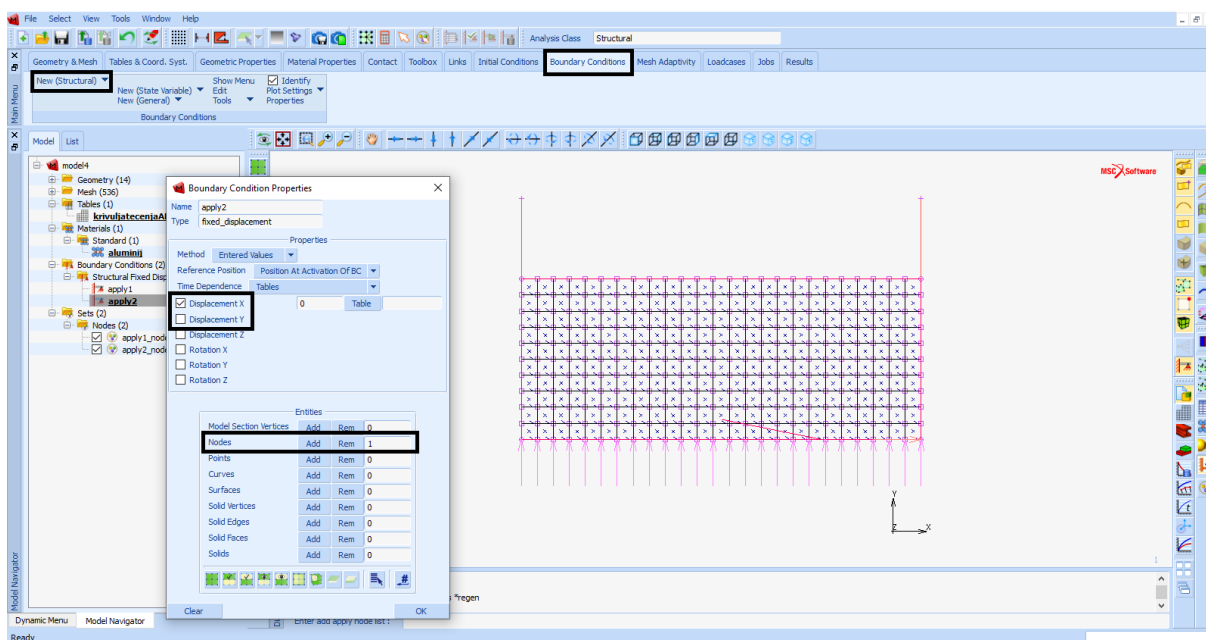 File Select View Tools Window Help
Analysis Class Structural
Geometry & Mesh Tables & Coord. Syst. Geometric Properties Material Properties Contact Toolbox Links Initial Conditions Boundary Conditions Mesh Adaptivity Loadcases Jobs Results
New (Structural) Show Menu Identify
New (State Variable) Edit Plot Settings
New (General) Tools Properties
Boundary Conditions
Main Menu
Model List
model4
Geometry (14)
Mesh (536)
Tables (1)
krivuljatecenjaAl
Materials (1)
Standard (1)
aluminij
Boundary Conditions (2)
Structural Fixed Disp
apply1
apply2
Sets (2)
Nodes (2)
apply1_node
apply2_node
Boundary Condition Properties
Name apply2
Type fixed_displacement
Properties
Method Entered Values
Reference Position Position At Activation Of BC
Time Dependence Tables
Displacement X 0 Table
Displacement Y
Displacement Z
Rotation X
Rotation Y
Rotation Z
Entities
Model Section Vertices Add Rem 0
Nodes Add Rem 1
Points Add Rem 0
Curves Add Rem 0
Surfaces Add Rem 0
Solid Vertices Add Rem 0
Solid Edges Add Rem 0
Solid Faces Add Rem 0
Solids Add Rem 0
Clear OK
MSC Software
Y
Z X
1
s *regen
Enter add apply node list :
Model Navigator
Dynamic Menu Model Navigator
Ready